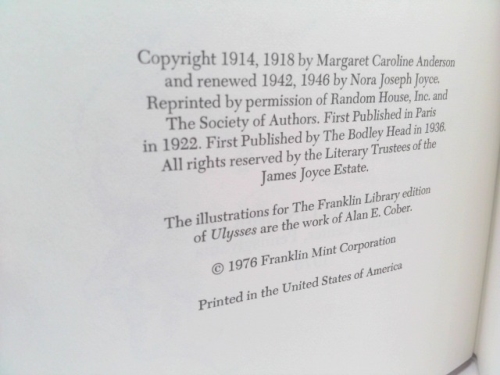 Copyright 1914, 1918 by Margaret Caroline Anderson
and renewed 1942, 1946 by Nora Joseph Joyce.
Reprinted by permission of Random House, Inc. and
The Society of Authors. First Published in Paris
in 1922. First Published by The Bodley Head in 1936.
All rights reserved by the Literary Trustees of the
James Joyce Estate.
The illustrations for The Franklin Library edition
of Ulysses are the work of Alan E. Cober.
© 1976 Franklin Mint Corporation
Printed in the United States of America